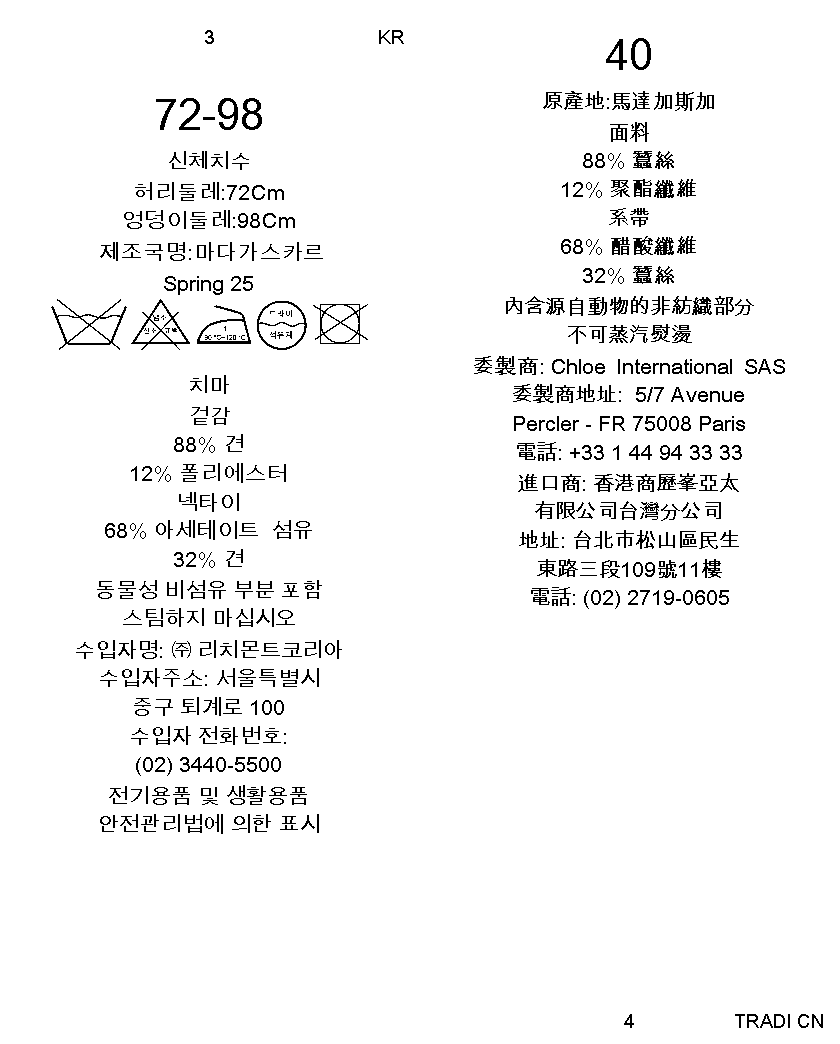 3
KR
72-98
신체치수
허리둘레:72Cm
엉덩이둘레:98Cm
제조국명:마다가스카르
Spring 25
염소
산소 표백
1
80 °C~120 °C
드라이
석유계
치마
겉감
88% 견
12% 폴리에스터
넥타이
68% 아세테이트 섬유
32% 견
동물성 비섬유 부분 포함
스팀하지 마십시오
수입자명: ㈜ 리치몬트코리아
수입자주소: 서울특별시
중구 퇴계로 100
수입자 전화번호:
(02) 3440-5500
전기용품 및 생활용품
안전관리법에 의한 표시
40
原產地:馬達加斯加
面料
88% 蠶絲
12% 聚酯纖維
系帶
68% 醋酸纖維
32% 蠶絲
內含源自動物的非紡織部分
不可蒸汽熨燙
委製商: Chloe International SAS
委製商地址: 5/7 Avenue
Percler - FR 75008 Paris
電話: +33 1 44 94 33 33
進口商: 香港商歷峯亞太
有限公司台灣分公司
地址: 台北市松山區民生
東路三段109號11樓
電話: (02) 2719-0605
4
TRADI CN